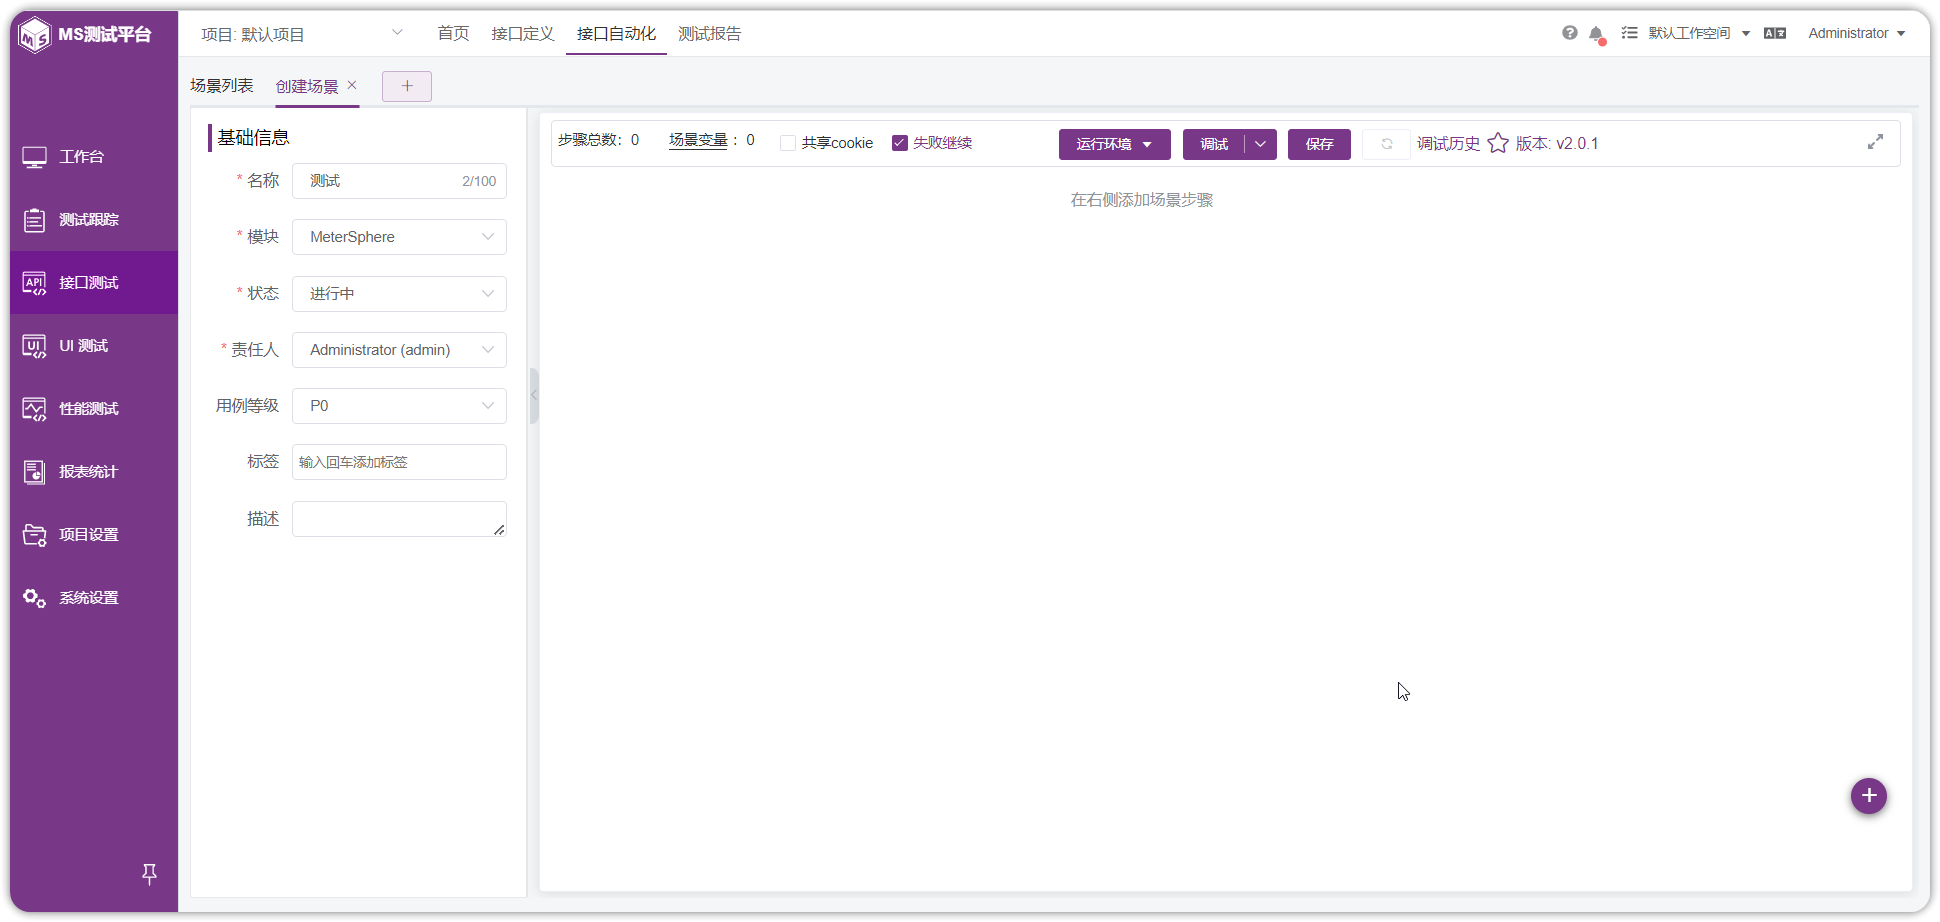 MS测试平台
项目: 默认项目
首页
接口定义
接口自动化
测试报告
默认工作空间
Administrator
场景列表
创建场景
工作台
测试跟踪
接口测试
UI 测试
性能测试
报表统计
项目设置
系统设置
基础信息
* 名称 测试 2/100
* 模块 MeterSphere
* 状态 进行中
* 责任人 Administrator (admin)
用例等级 P0
标签 输入回车添加标签
描述
步骤总数: 0 场景变量 : 0 共享cookie 失败继续 运行环境 调试 保存 调试历史 版本: v2.0.1
在右侧添加场景步骤